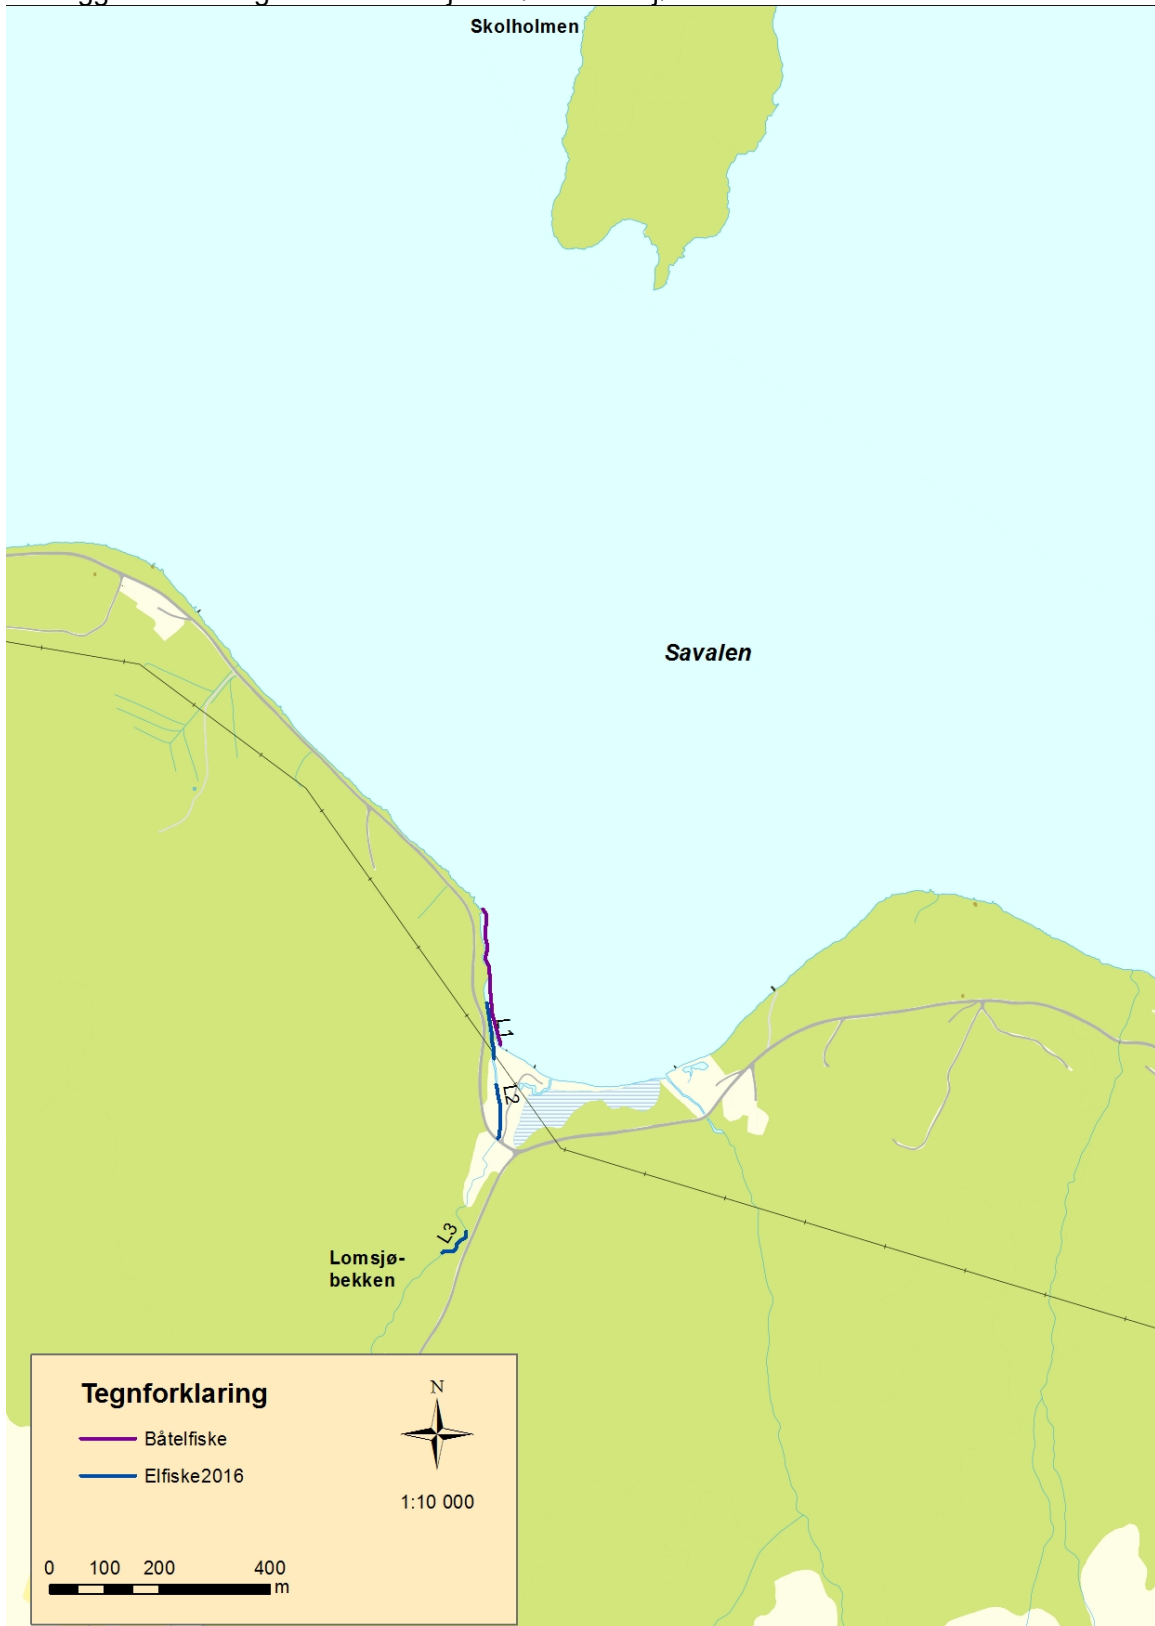 Skolholmen
Savalen
L1
L2
L3
Lomsjø-
bekken
Tegnforklaring
N
Båtelfiske
Elfiske2016
1:10 000
0 100 200 400
m